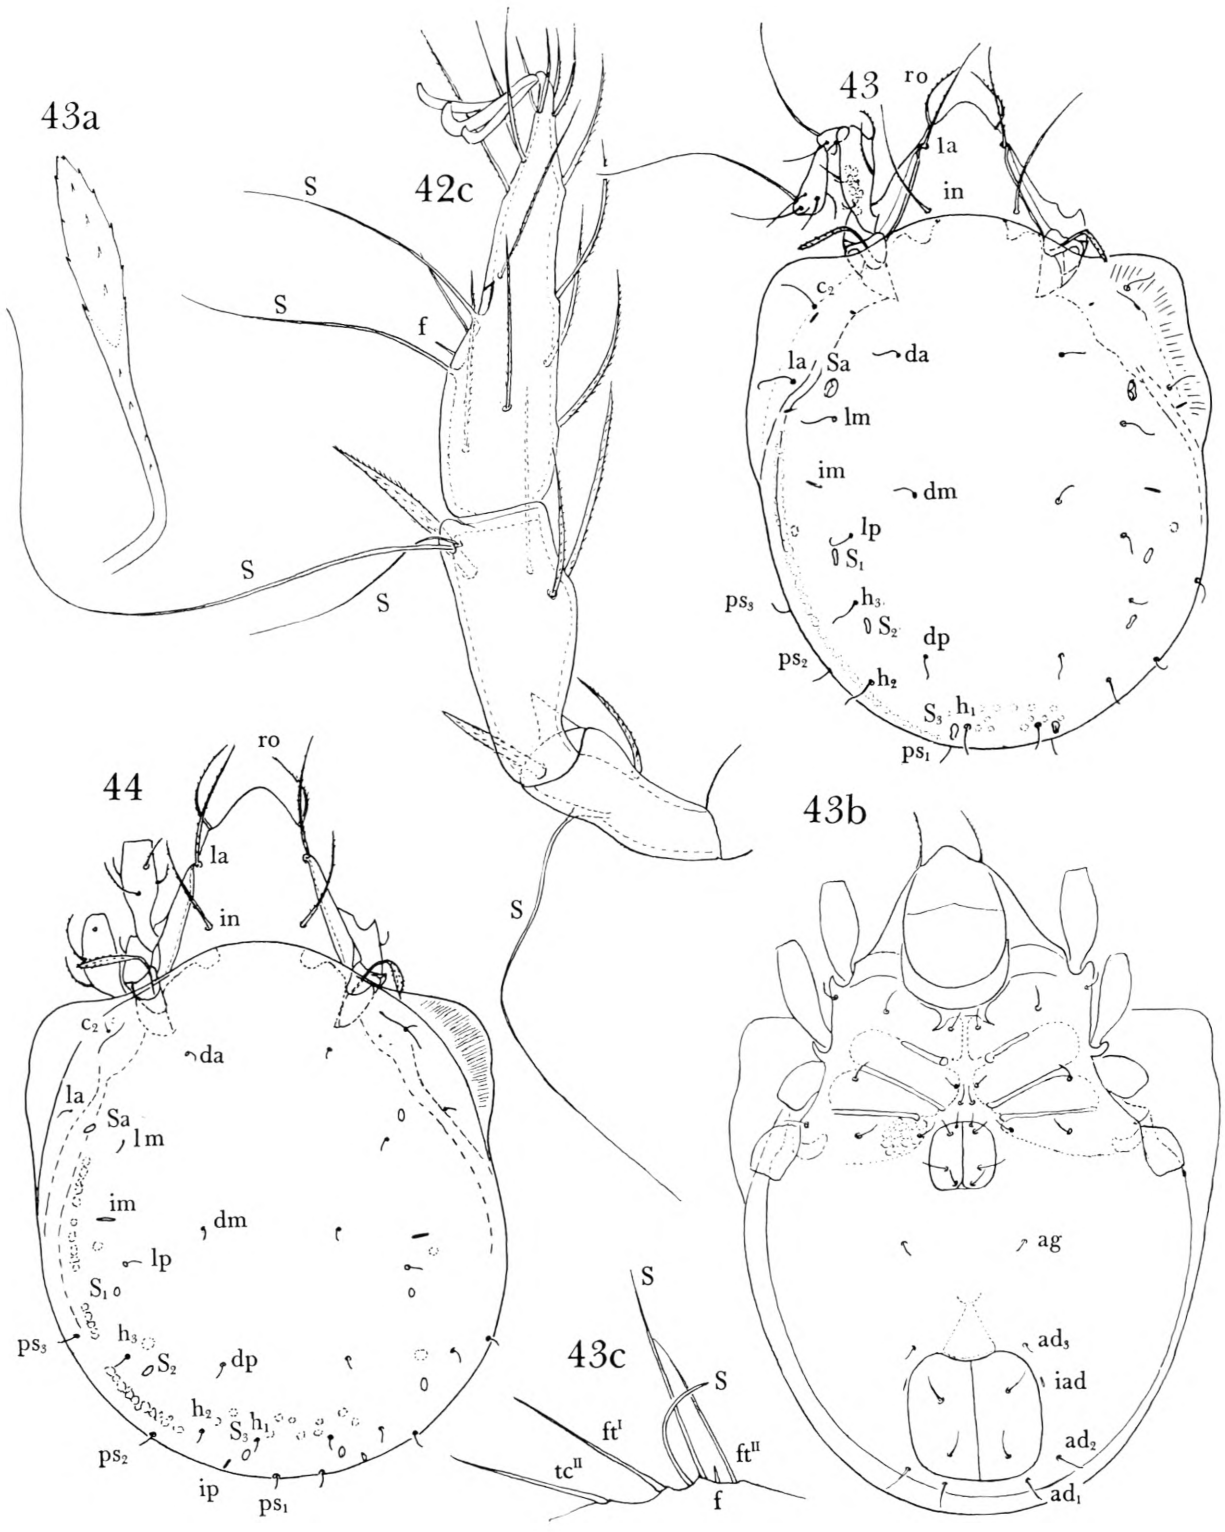 43a
42c
43
ro
la
in
S
S
f
S
S
c₂
da
la
Sa
lm
im
dm
lp
S₁
h₃
S₂
ps₃
dp
ps₂
h₂
S₃
h₁
ps₁
44
ro
la
in
c₂
da
la
Sa
lm
im
dm
lp
S₁
ps₃
h₃
S₂
dp
h₂
S₃
h₁
ps₂
ip
ps₁
S
43b
ag
ad₃
iad
ad₂
ad₁
43c
S
S
ftᴵ
tcᴵᴵ
ftᴵᴵ
f